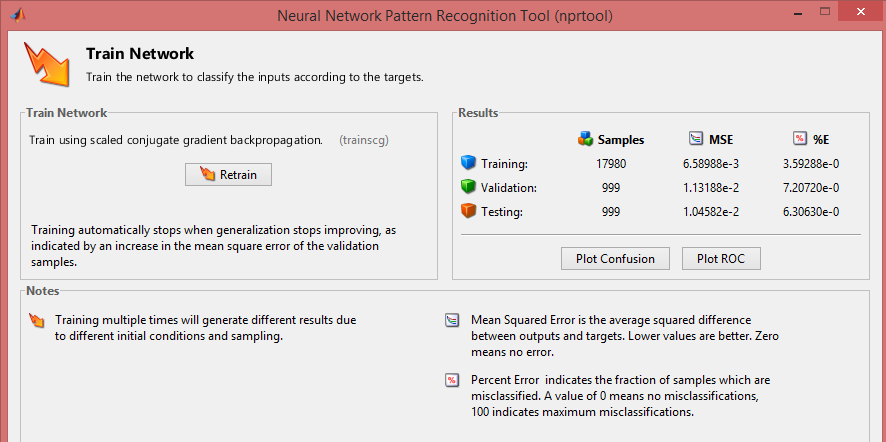 Neural Network Pattern Recognition Tool (nprtool)
Train Network
Train the network to classify the inputs according to the targets.
Train Network
Train using scaled conjugate gradient backpropagation. (trainscg)
Retrain
Training automatically stops when generalization stops improving, as
indicated by an increase in the mean square error of the validation
samples.
Results
Samples MSE %E
Training: 17980 6.58988e-3 3.59288e-0
Validation: 999 1.13188e-2 7.20720e-0
Testing: 999 1.04582e-2 6.30630e-0
Plot Confusion Plot ROC
Notes
Training multiple times will generate different results due
to different initial conditions and sampling.
Mean Squared Error is the average squared difference
between outputs and targets. Lower values are better. Zero
means no error.
Percent Error indicates the fraction of samples which are
misclassified. A value of 0 means no misclassifications,
100 indicates maximum misclassifications.